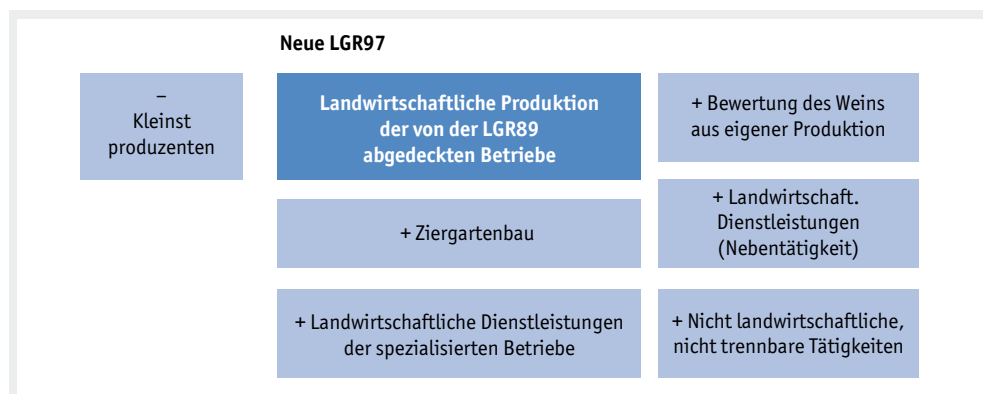 Neue LGR97
–
Kleinst
produzenten
Landwirtschaftliche Produktion
der von der LGR89
abgedeckten Betriebe
+ Bewertung des Weins
aus eigener Produktion
+ Ziergartenbau
+ Landwirtschaft.
Dienstleistungen
(Nebentätigkeit)
+ Landwirtschaftliche Dienstleistungen
der spezialisierten Betriebe
+ Nicht landwirtschaftliche,
nicht trennbare Tätigkeiten